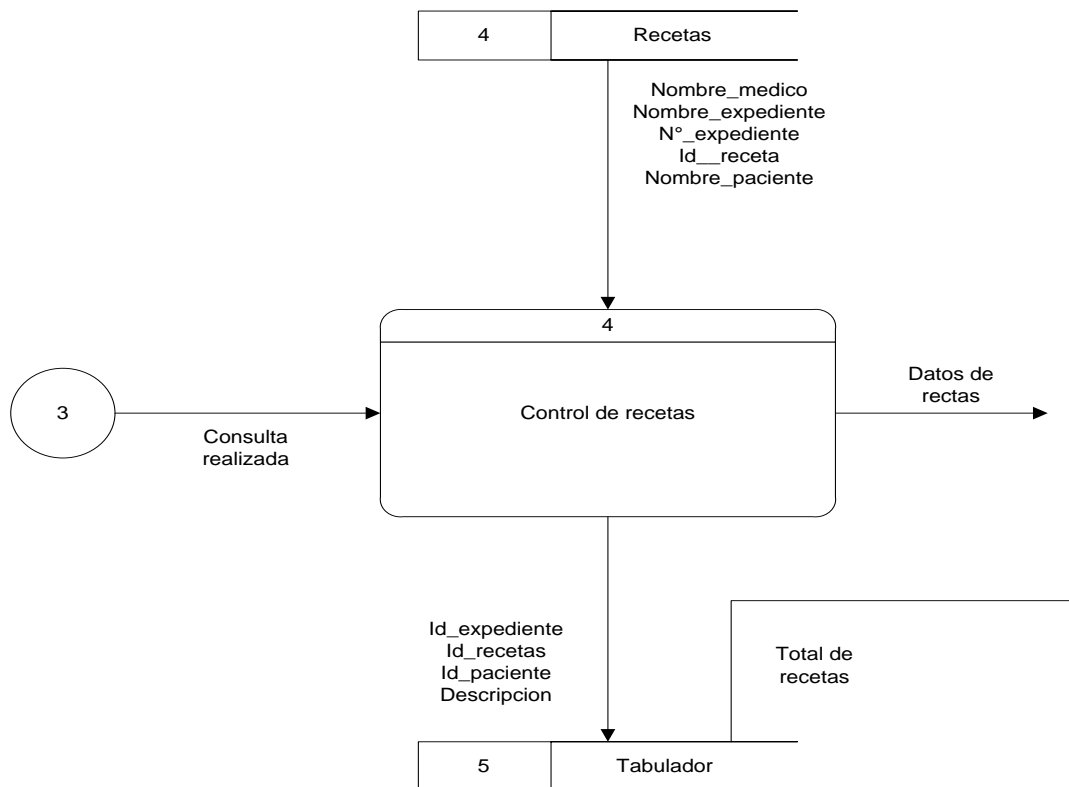 4
Recetas
Nombre_medico
Nombre_expediente
N°_expediente
Id__receta
Nombre_paciente
4
Control de recetas
3
Consulta
realizada
Datos de
rectas
Id_expediente
Id_recetas
Id_paciente
Descripcion
Total de
recetas
5
Tabulador